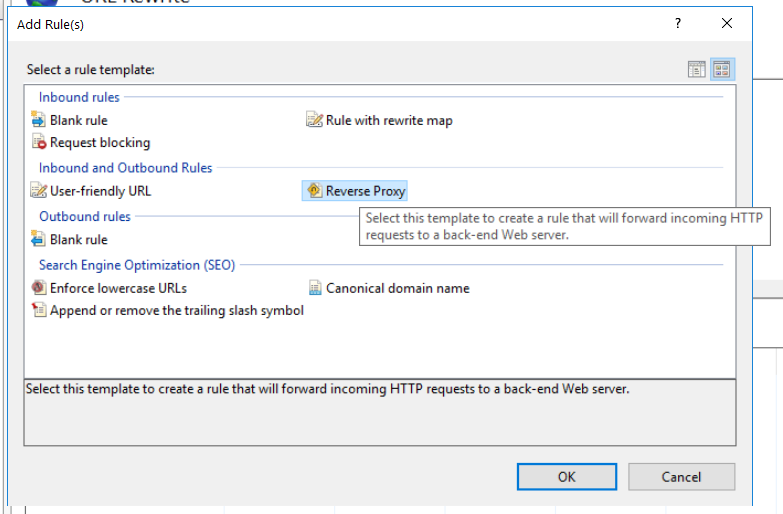 URL Rewrite
Add Rule(s)
?
Select a rule template:
Inbound rules
Blank rule
Rule with rewrite map
Request blocking
Inbound and Outbound Rules
User-friendly URL
Reverse Proxy
Outbound rules
Select this template to create a rule that will forward incoming HTTP
requests to a back-end Web server.
Blank rule
Search Engine Optimization (SEO)
Enforce lowercase URLs
Canonical domain name
Append or remove the trailing slash symbol
Select this template to create a rule that will forward incoming HTTP requests to a back-end Web server.
OK
Cancel